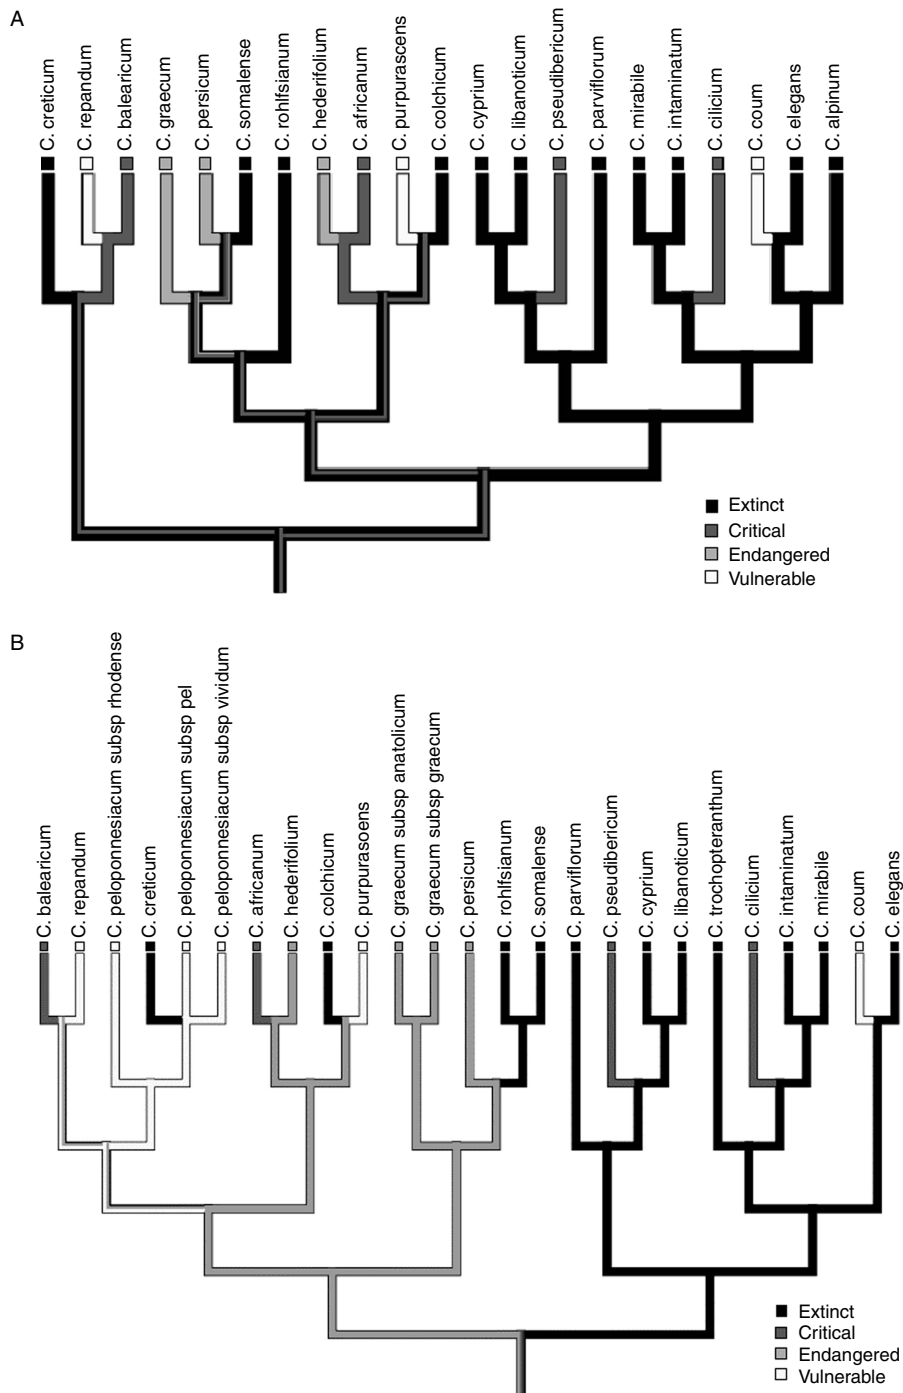 A
C. creticum
C. repandum
C. balearicum
C. graecum
C. persicum
C. somalense
C. rohlfsianum
C. hederifolium
C. africanum
C. purpurascens
C. colchicum
C. cyprium
C. libanoticum
C. pseudibericum
C. parviflorum
C. mirabile
C. intaminatum
C. cilicium
C. coum
C. elegans
C. alpinum
Extinct
Critical
Endangered
Vulnerable
B
C. balearicum
C. repandum
C. peloponnesiacum subsp rhodense
C. creticum
C. peloponnesiacum subsp pel
C. peloponnesiacum subsp vividum
C. africanum
C. hederifolium
C. colchicum
C. purpurasoens
C. graecum subsp anatolicum
C. graecum subsp graecum
C. persicum
C. rohlfsianum
C. somalense
C. parviflorum
C. pseudibericum
C. cyprium
C. libanoticum
C. trochopteranthum
C. cilicium
C. intaminatum
C. mirabile
C. coum
C. elegans
Extinct
Critical
Endangered
Vulnerable